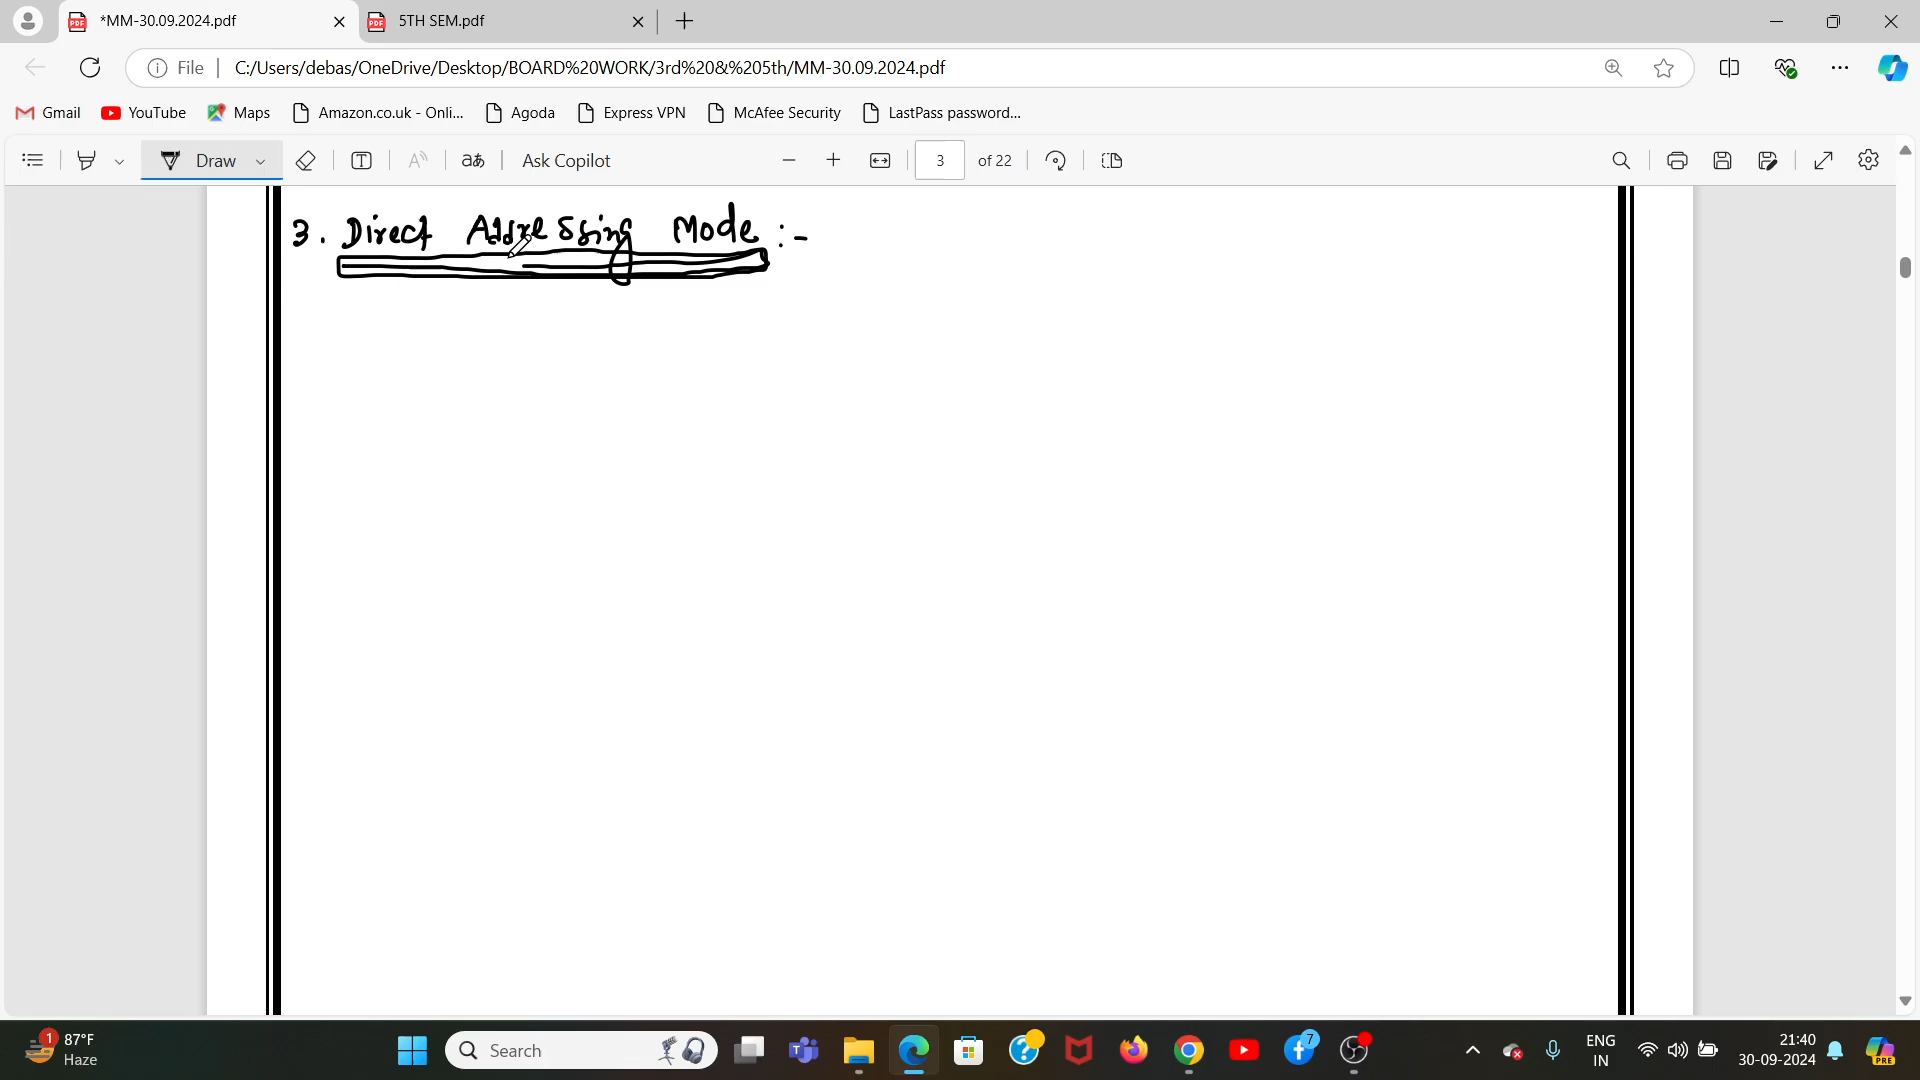 *MM-30.09.2024.pdf
5TH SEM.pdf
File
C:/Users/debas/OneDrive/Desktop/BOARD%20WORK/3rd%20&%205th/MM-30.09.2024.pdf
Gmail
YouTube
Maps
Amazon.co.uk - Onli...
Agoda
Express VPN
McAfee Security
LastPass password...
Draw
Ask Copilot
3
of 22
3. Direct Addressing Mode :-
1
87°F
Haze
Search
7
ENG
IN
21:40
30-09-2024
PRE